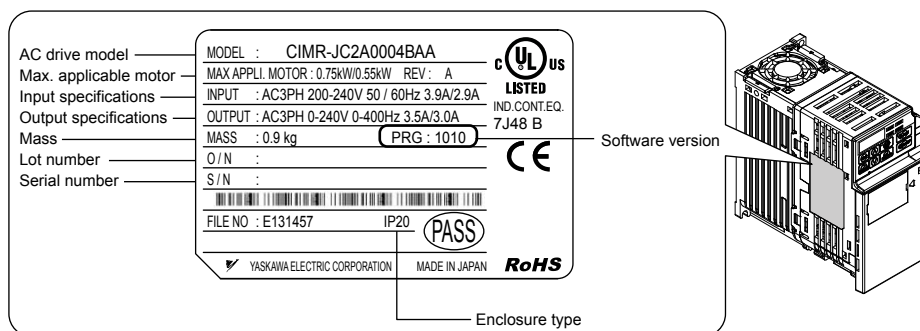 AC drive model
Max. applicable motor
Input specifications
Output specifications
Mass
Lot number
Serial number
MODEL : CIMR-JC2A0004BAA
MAX APPLI. MOTOR : 0.75kW/0.55kW REV : A
INPUT : AC3PH 200-240V 50 / 60Hz 3.9A/2.9A
OUTPUT : AC3PH 0-240V 0-400Hz 3.5A/3.0A
MASS : 0.9 kg PRG : 1010
O / N :
S / N :
FILE NO : E131457 IP20
PASS
YASKAWA ELECTRIC CORPORATION MADE IN JAPAN
C UL US
LISTED
IND.CONT.EQ.
7J48 B
CE
RoHS
Software version
Enclosure type
4